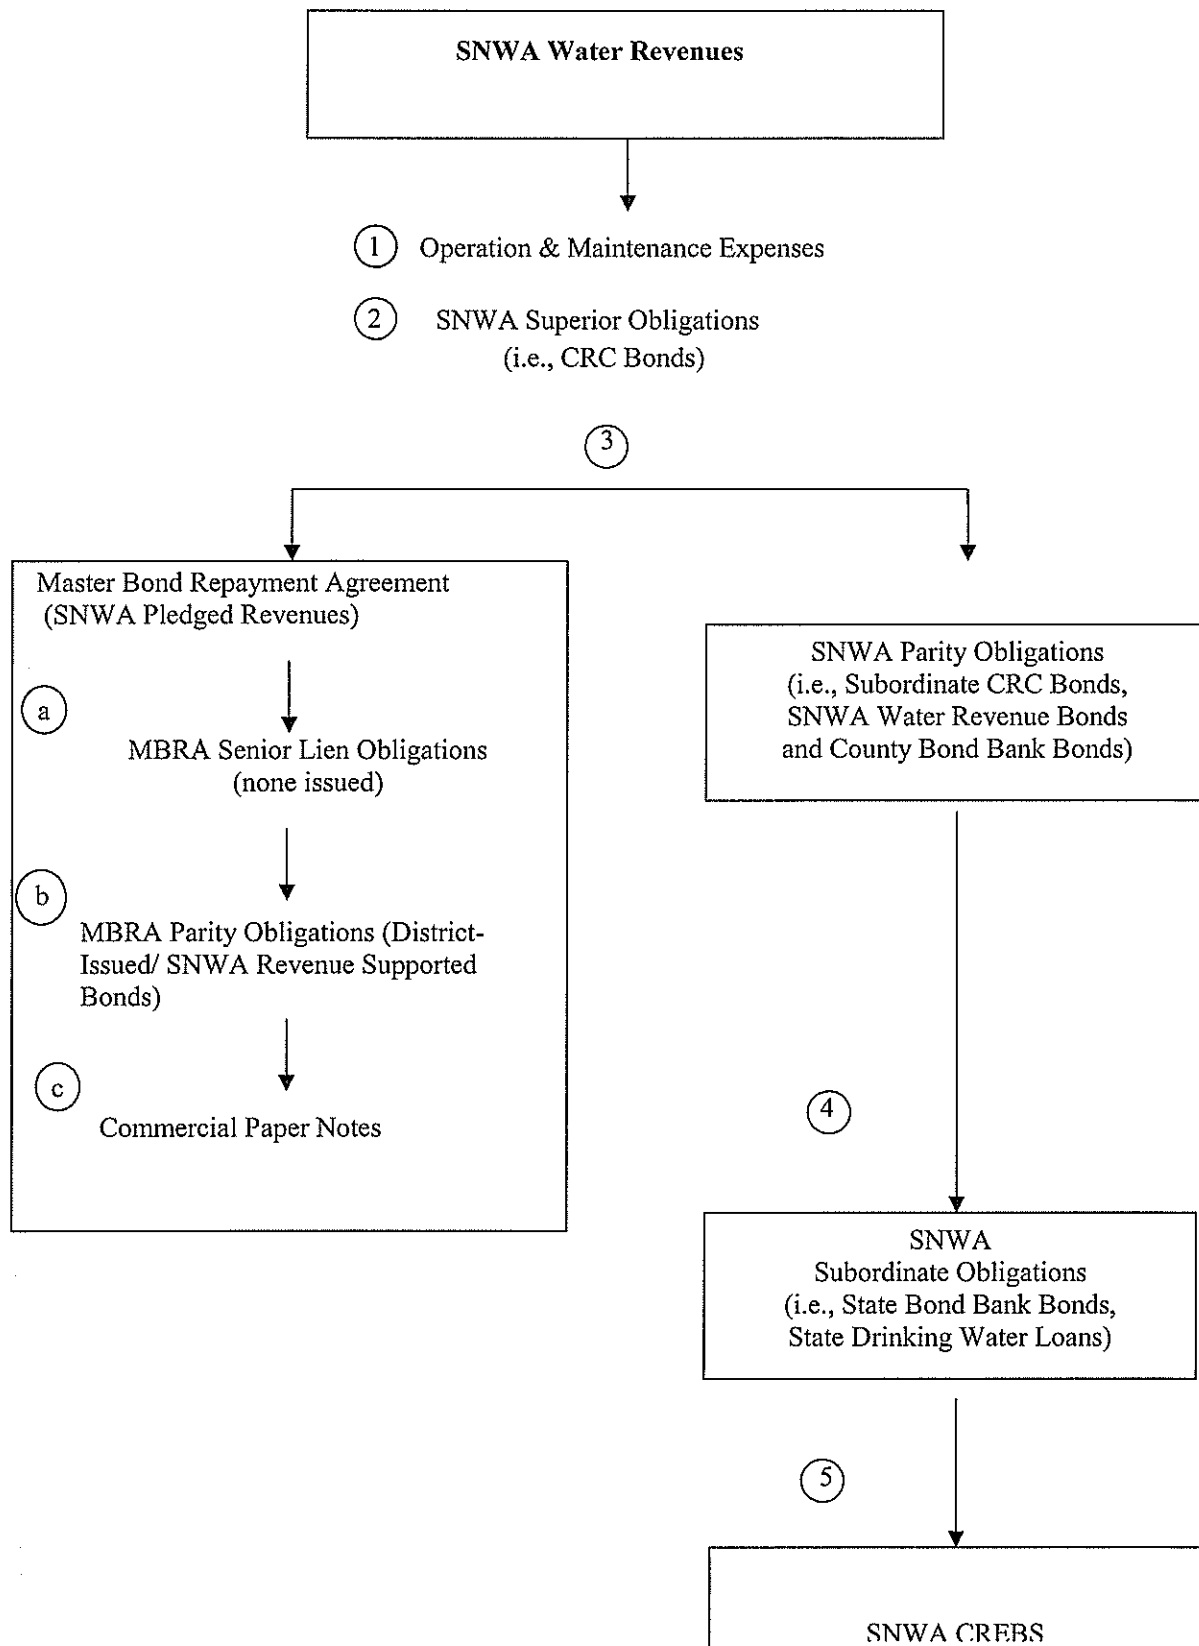 SNWA Water Revenues
1 Operation & Maintenance Expenses
2 SNWA Superior Obligations
(i.e., CRC Bonds)
3
Master Bond Repayment Agreement
(SNWA Pledged Revenues)
a
MBRA Senior Lien Obligations
(none issued)
b
MBRA Parity Obligations (District-
Issued/ SNWA Revenue Supported
Bonds)
c
Commercial Paper Notes
SNWA Parity Obligations
(i.e., Subordinate CRC Bonds,
SNWA Water Revenue Bonds
and County Bond Bank Bonds)
4
SNWA
Subordinate Obligations
(i.e., State Bond Bank Bonds,
State Drinking Water Loans)
5
SNWA CREBS